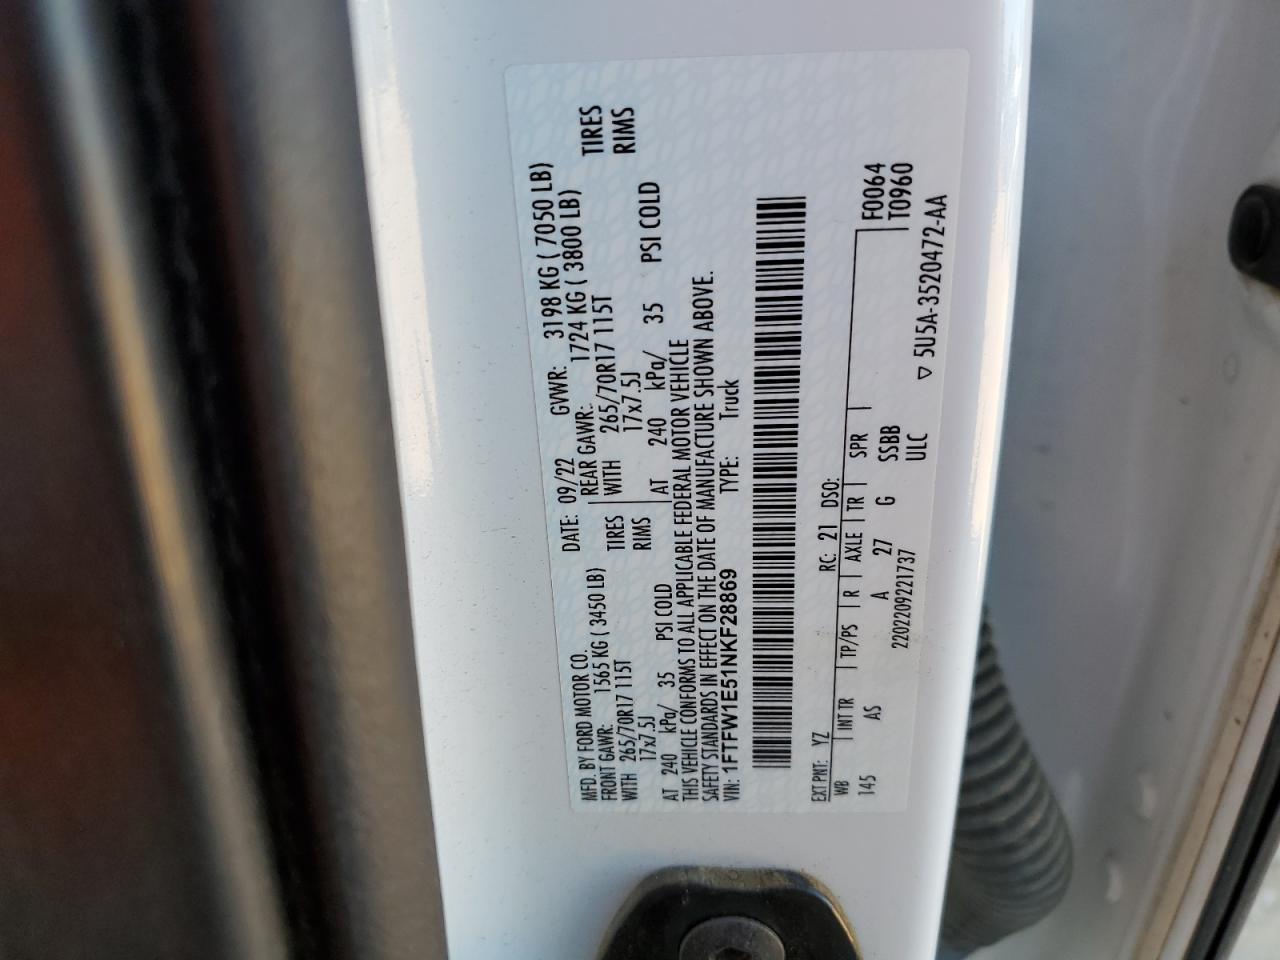 MFD. BY FORD MOTOR CO. DATE: 09/22 GVWR: 3198 KG ( 7050 LB)
FRONT GAWR: 1565 KG ( 3450 LB) REAR GAWR: 1724 KG ( 3800 LB)
WITH 265/70R17 115T TIRES WITH 265/70R17 115T TIRES
17x7.5J RIMS 17x7.5J RIMS
AT 240 kPa/ 35 PSI COLD AT 240 kPa/ 35 PSI COLD
THIS VEHICLE CONFORMS TO ALL APPLICABLE FEDERAL MOTOR VEHICLE
SAFETY STANDARDS IN EFFECT ON THE DATE OF MANUFACTURE SHOWN ABOVE.
VIN: 1FTFW1E51NKF28869 TYPE: Truck
EXT PNT: YZ RC: 21 DSO:
WB INT TR TP/PS R AXLE TR SPR F0064
145 AS A 27 G SSBB T0960
2202209221737 ULC
▽ 5U5A-3520472-AA